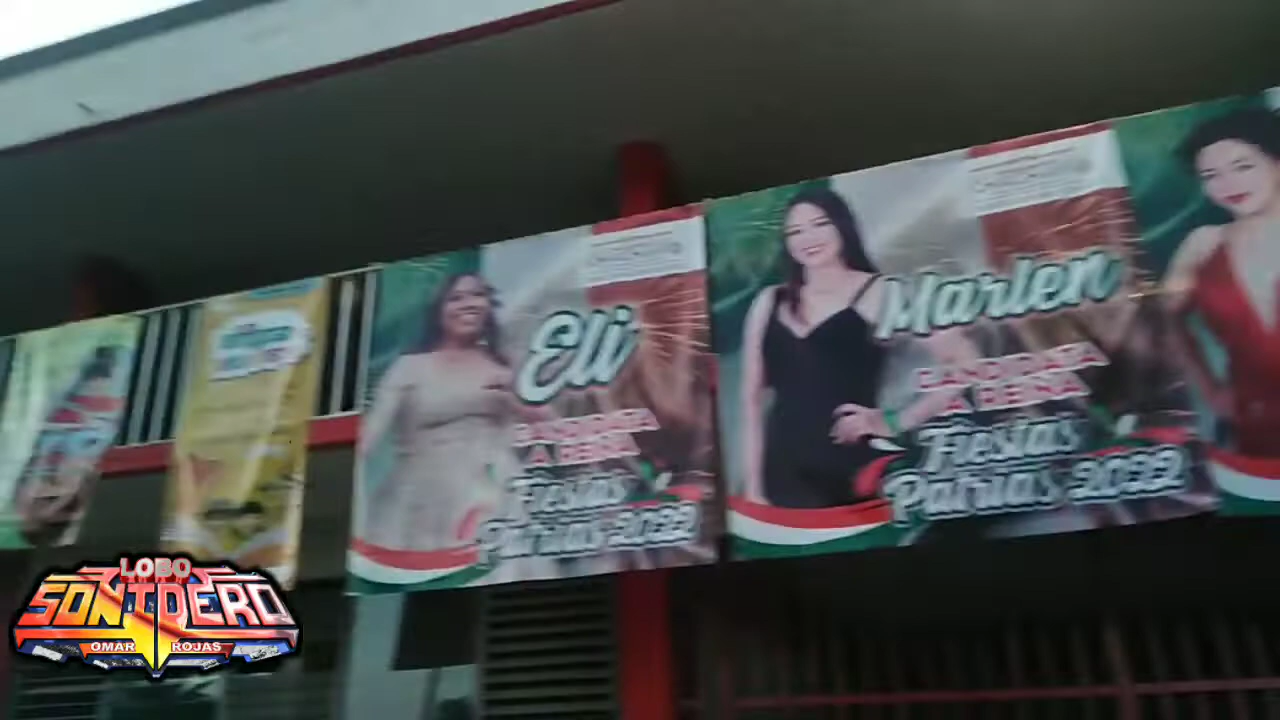 Eli
CANDIDATA
A REINA
Fiestas
Patrias 2022
Marlen
CANDIDATA
A REINA
Fiestas
Patrias 2022
LOBO
SONIDERO
OMAR ROJAS